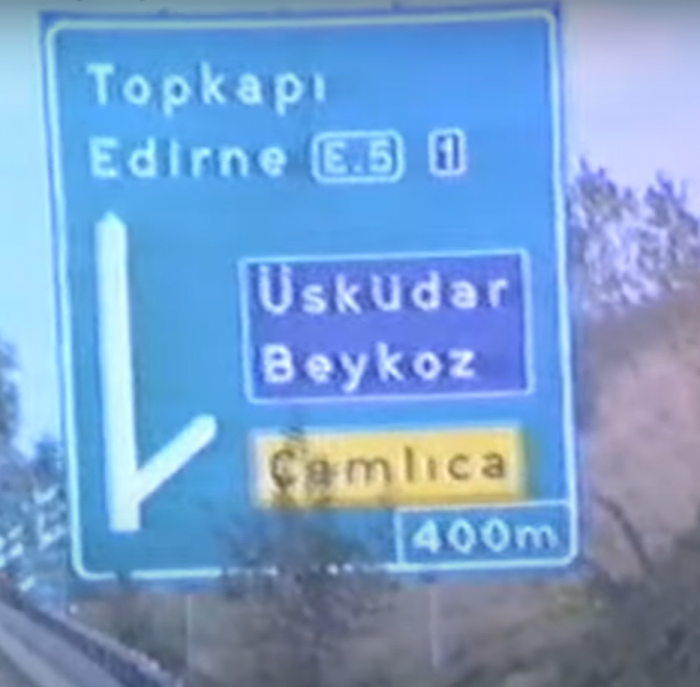 Topkapı
Edirne E.5 1
Üsküdar
Beykoz
Çamlıca
400m